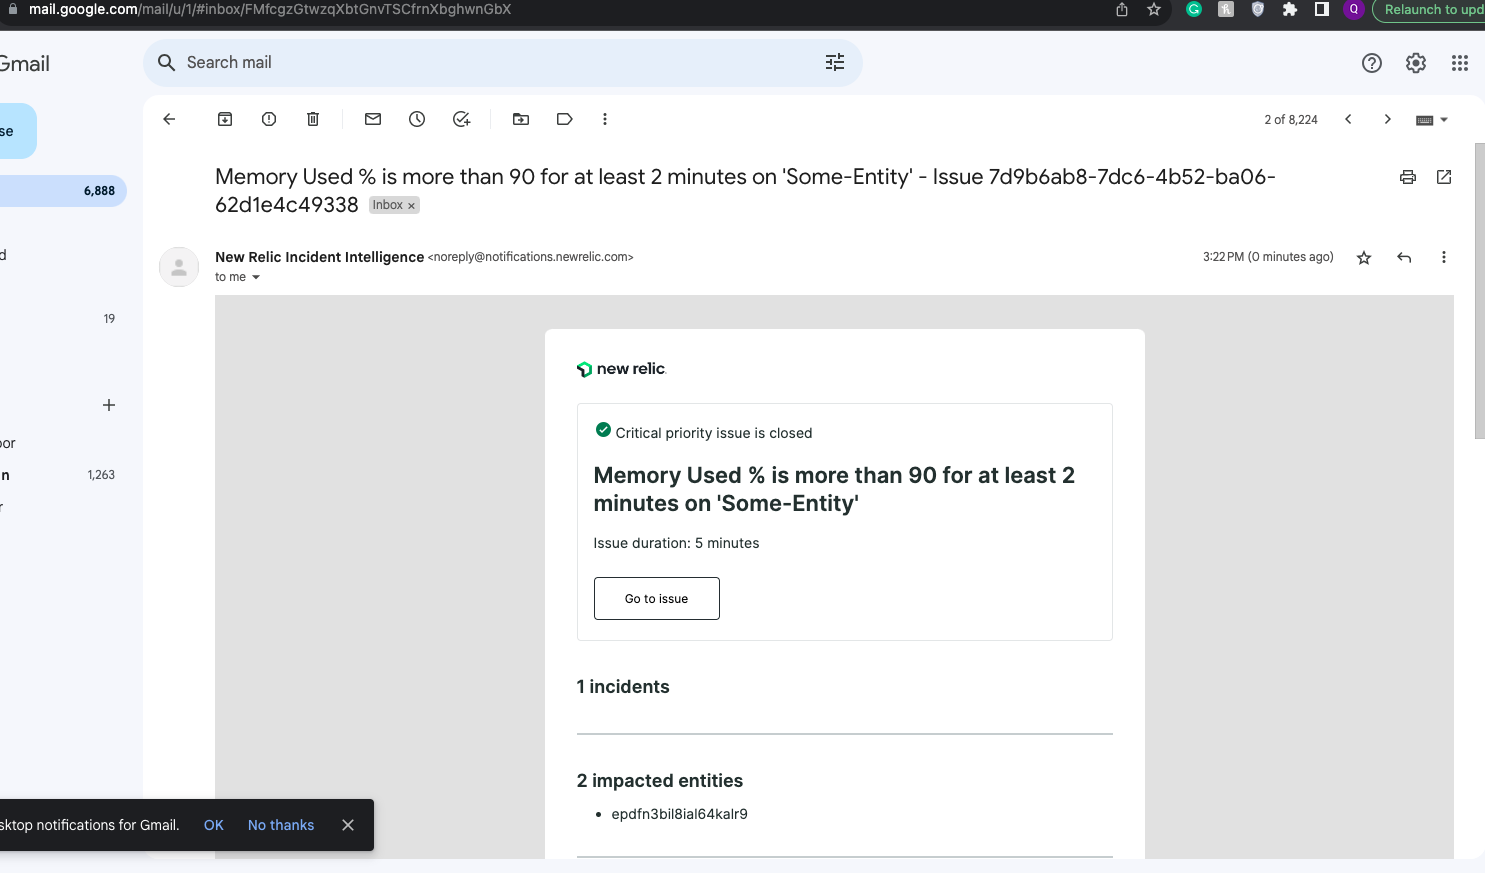 mail.google.com/mail/u/1/#inbox/FMfcgzGtwzqXbtGnvTSCfrnXbghwnGbX
Q
Relaunch to upd
Gmail
Search mail
se
2 of 8,224
6,888
Memory Used % is more than 90 for at least 2 minutes on 'Some-Entity' - Issue 7d9b6ab8-7dc6-4b52-ba06-
62d1e4c49338 Inbox ×
New Relic Incident Intelligence <noreply@notifications.newrelic.com>
3:22 PM (0 minutes ago)
to me
d
19
new relic
Critical priority issue is closed
Memory Used % is more than 90 for at least 2
minutes on 'Some-Entity'
Issue duration: 5 minutes
Go to issue
oor
n
1,263
r
1 incidents
2 impacted entities
• epdfn3bil8ial64kalr9
sktop notifications for Gmail. OK No thanks